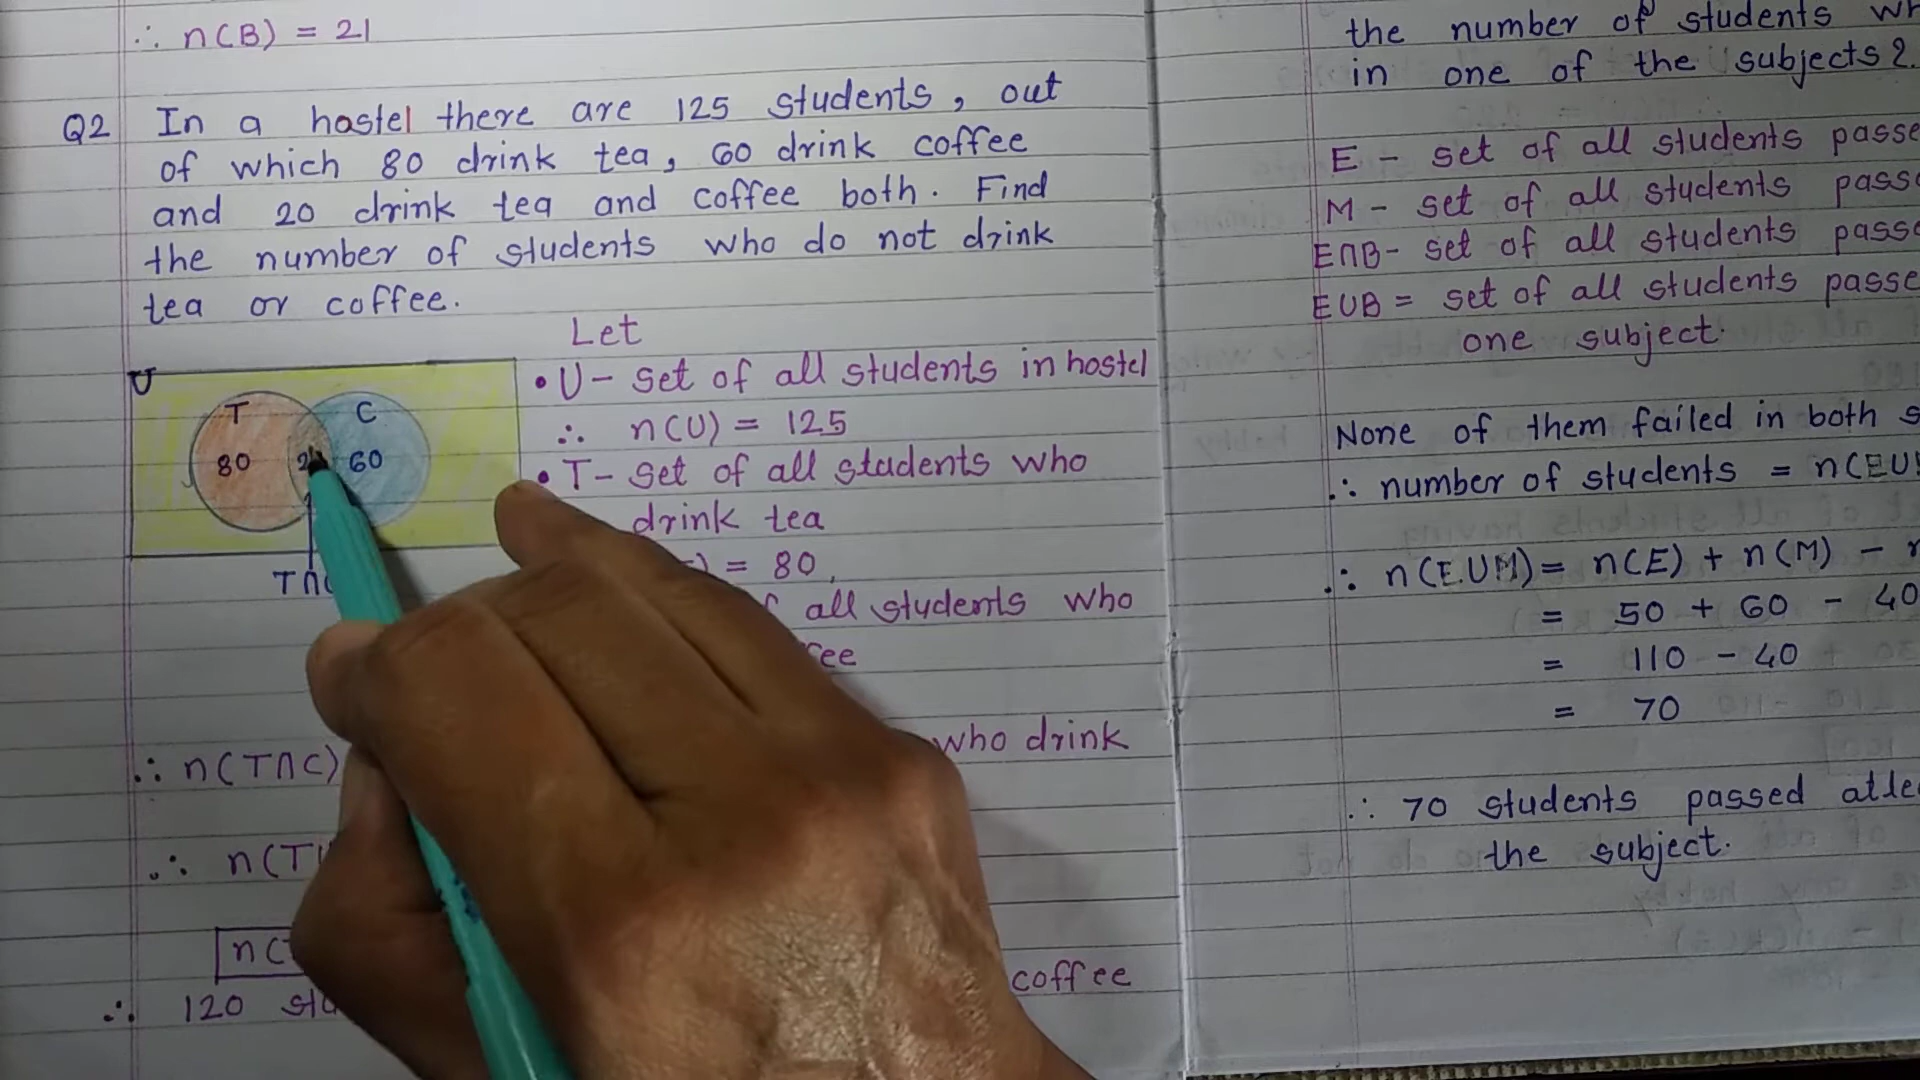 ∴ n(B) = 21
Q2 In a hostel there are 125 students, out
of which 80 drink tea, 60 drink coffee
and 20 drink tea and coffee both. Find
the number of students who do not drink
tea or coffee.
Let
U
T C
80 60
• U - set of all students in hostel
∴ n(U) = 125
• T - set of all students who
drink tea
) = 80,
all students who
who drink
∴ n(T∩C)
∴ n(T
n(
coffee
∴ 120
the number of students
in one of the subjects?
E - set of all students passe
M - set of all students pass
E∩B - set of all students pass
E∪B = set of all students passe
one subject.
None of them failed in both s
∴ number of students = n(E∪
∴ n(E∪M) = n(E) + n(M) -
= 50 + 60 - 40
= 110 - 40
= 70
∴ 70 students passed atle
the subject.